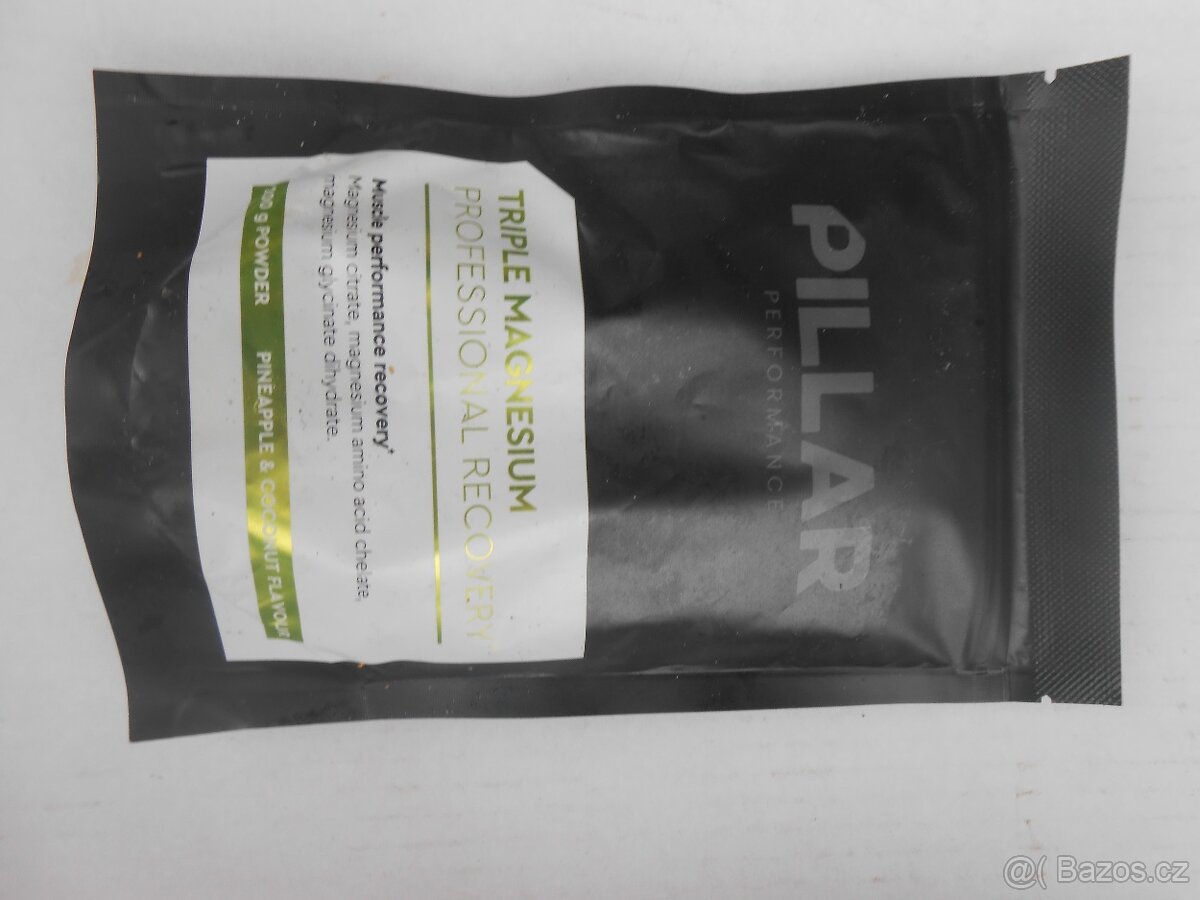 PILLAR
PERFORMANCE
TRIPLE MAGNESIUM
PROFESSIONAL RECOVERY
Muscle performance recovery*
Magnesium citrate, magnesium amino acid chelate,
magnesium glycinate dihydrate.
g POWDER PINEAPPLE & COCONUT FLAVOUR
@( Bazos.cz